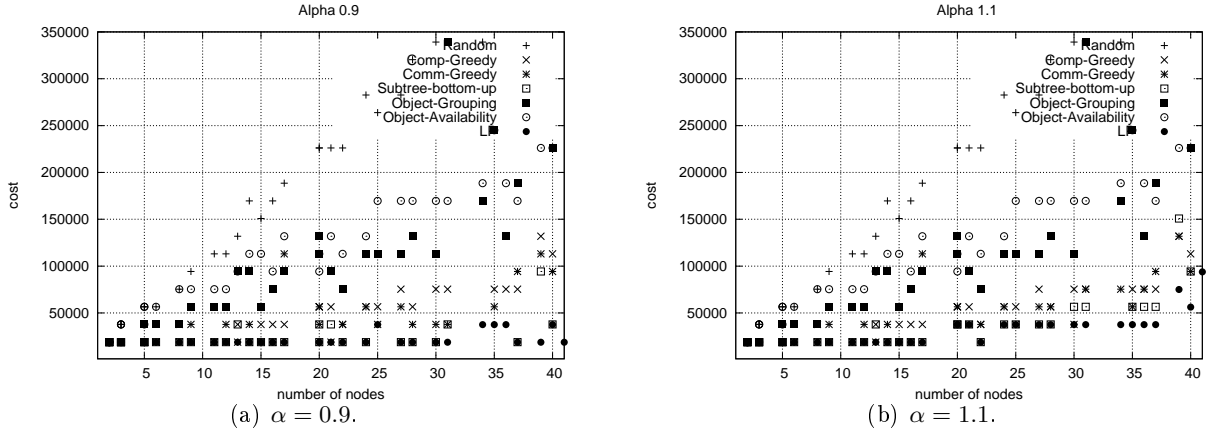 Alpha 0.9
350000
300000
250000
200000
150000
100000
50000
cost
5 10 15 20 25 30 35 40
number of nodes
Random
Comp-Greedy
Comm-Greedy
Subtree-bottom-up
Object-Grouping
Object-Availability
(a) α = 0.9.
Alpha 1.1
350000
300000
250000
200000
150000
100000
50000
cost
5 10 15 20 25 30 35 40
number of nodes
Random
Comp-Greedy
Comm-Greedy
Subtree-bottom-up
Object-Grouping
Object-Availability
(b) α = 1.1.